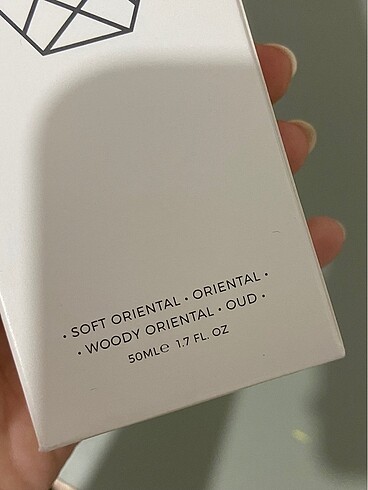 • SOFT ORIENTAL • ORIENTAL •
• WOODY ORIENTAL • OUD •
50ML℮ 1.7 FL. OZ